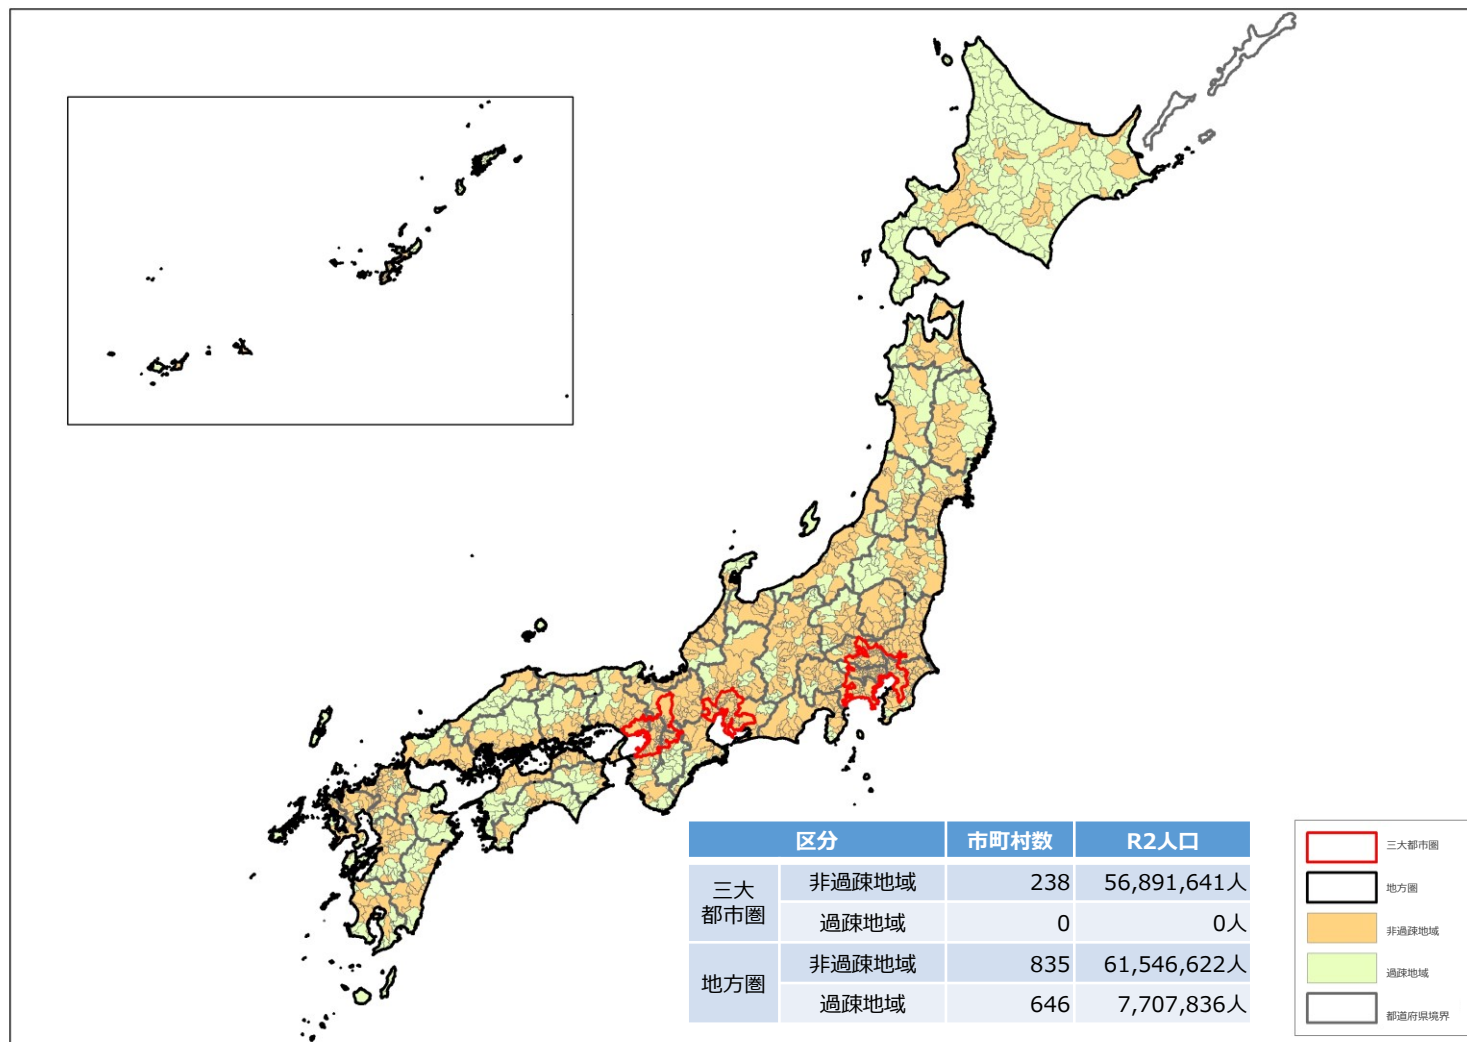 区分 市町村数 R2人口
三大都市圏 非過疎地域 238 56,891,641人
過疎地域 0 0人
地方圏 非過疎地域 835 61,546,622人
過疎地域 646 7,707,836人
三大都市圏
地方圏
非過疎地域
過疎地域
都道府県境界